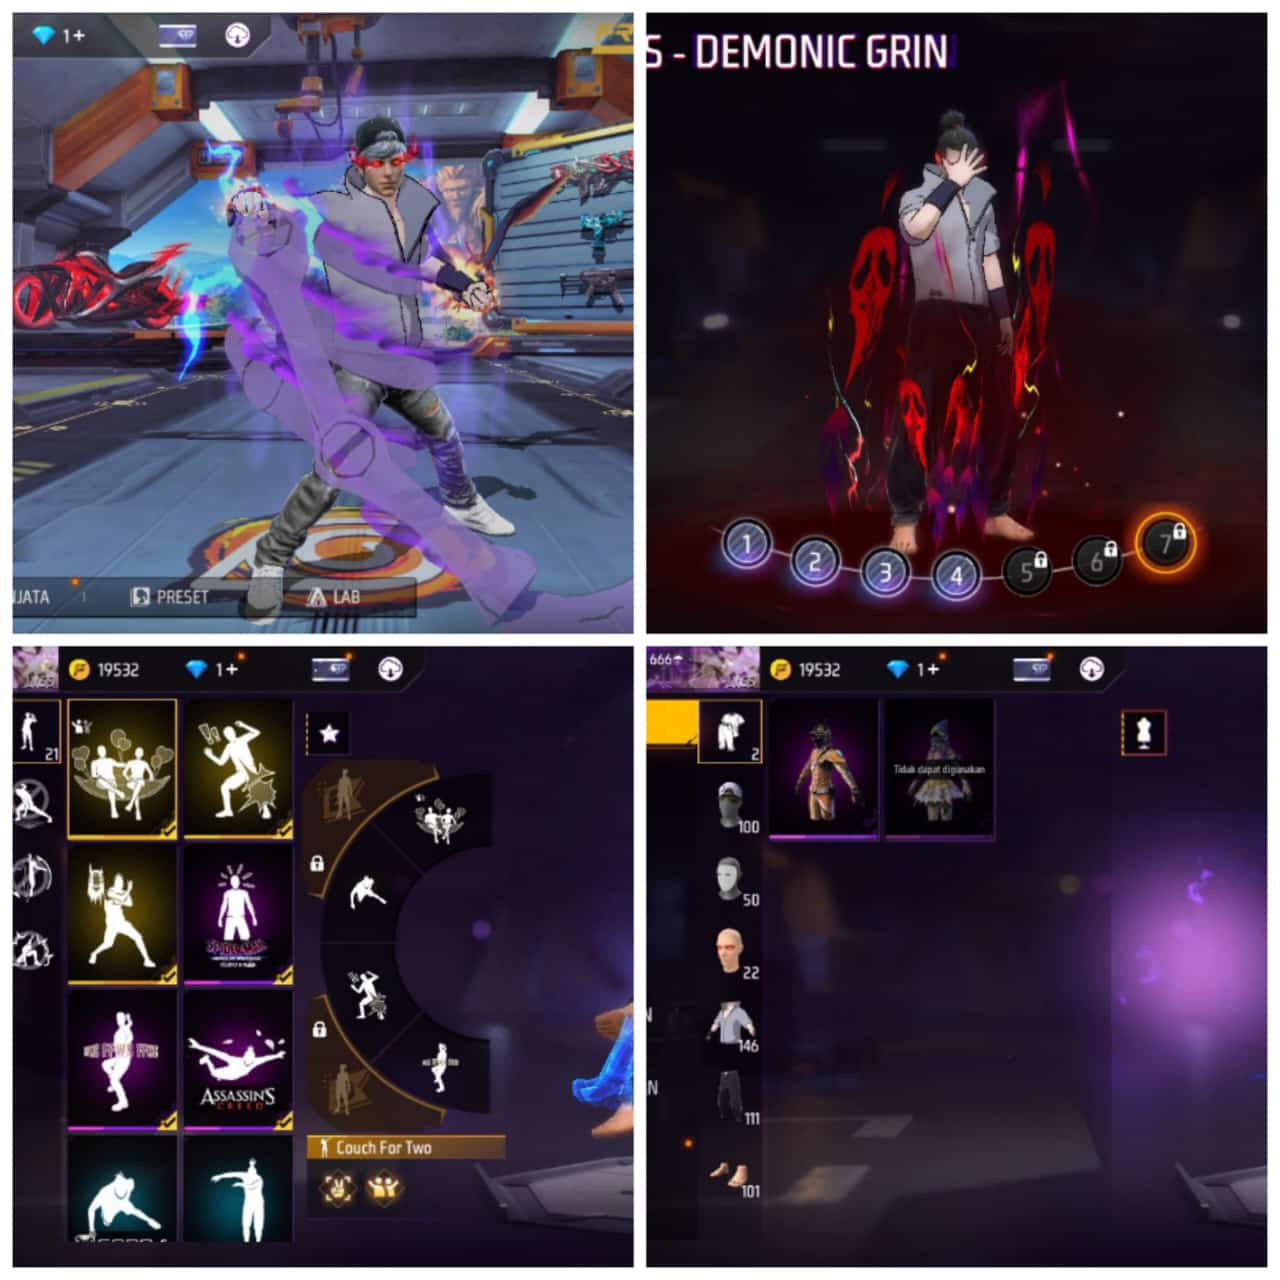 1+
IJATA
PRESET
LAB
S - DEMONIC GRIN
1
2
3
4
5
6
7
19532
1+
21
ASSASSIN'S
CREED
Couch For Two
666
19532
1+
2
Tidak dapat digunakan
100
50
22
146
111
101
N
N